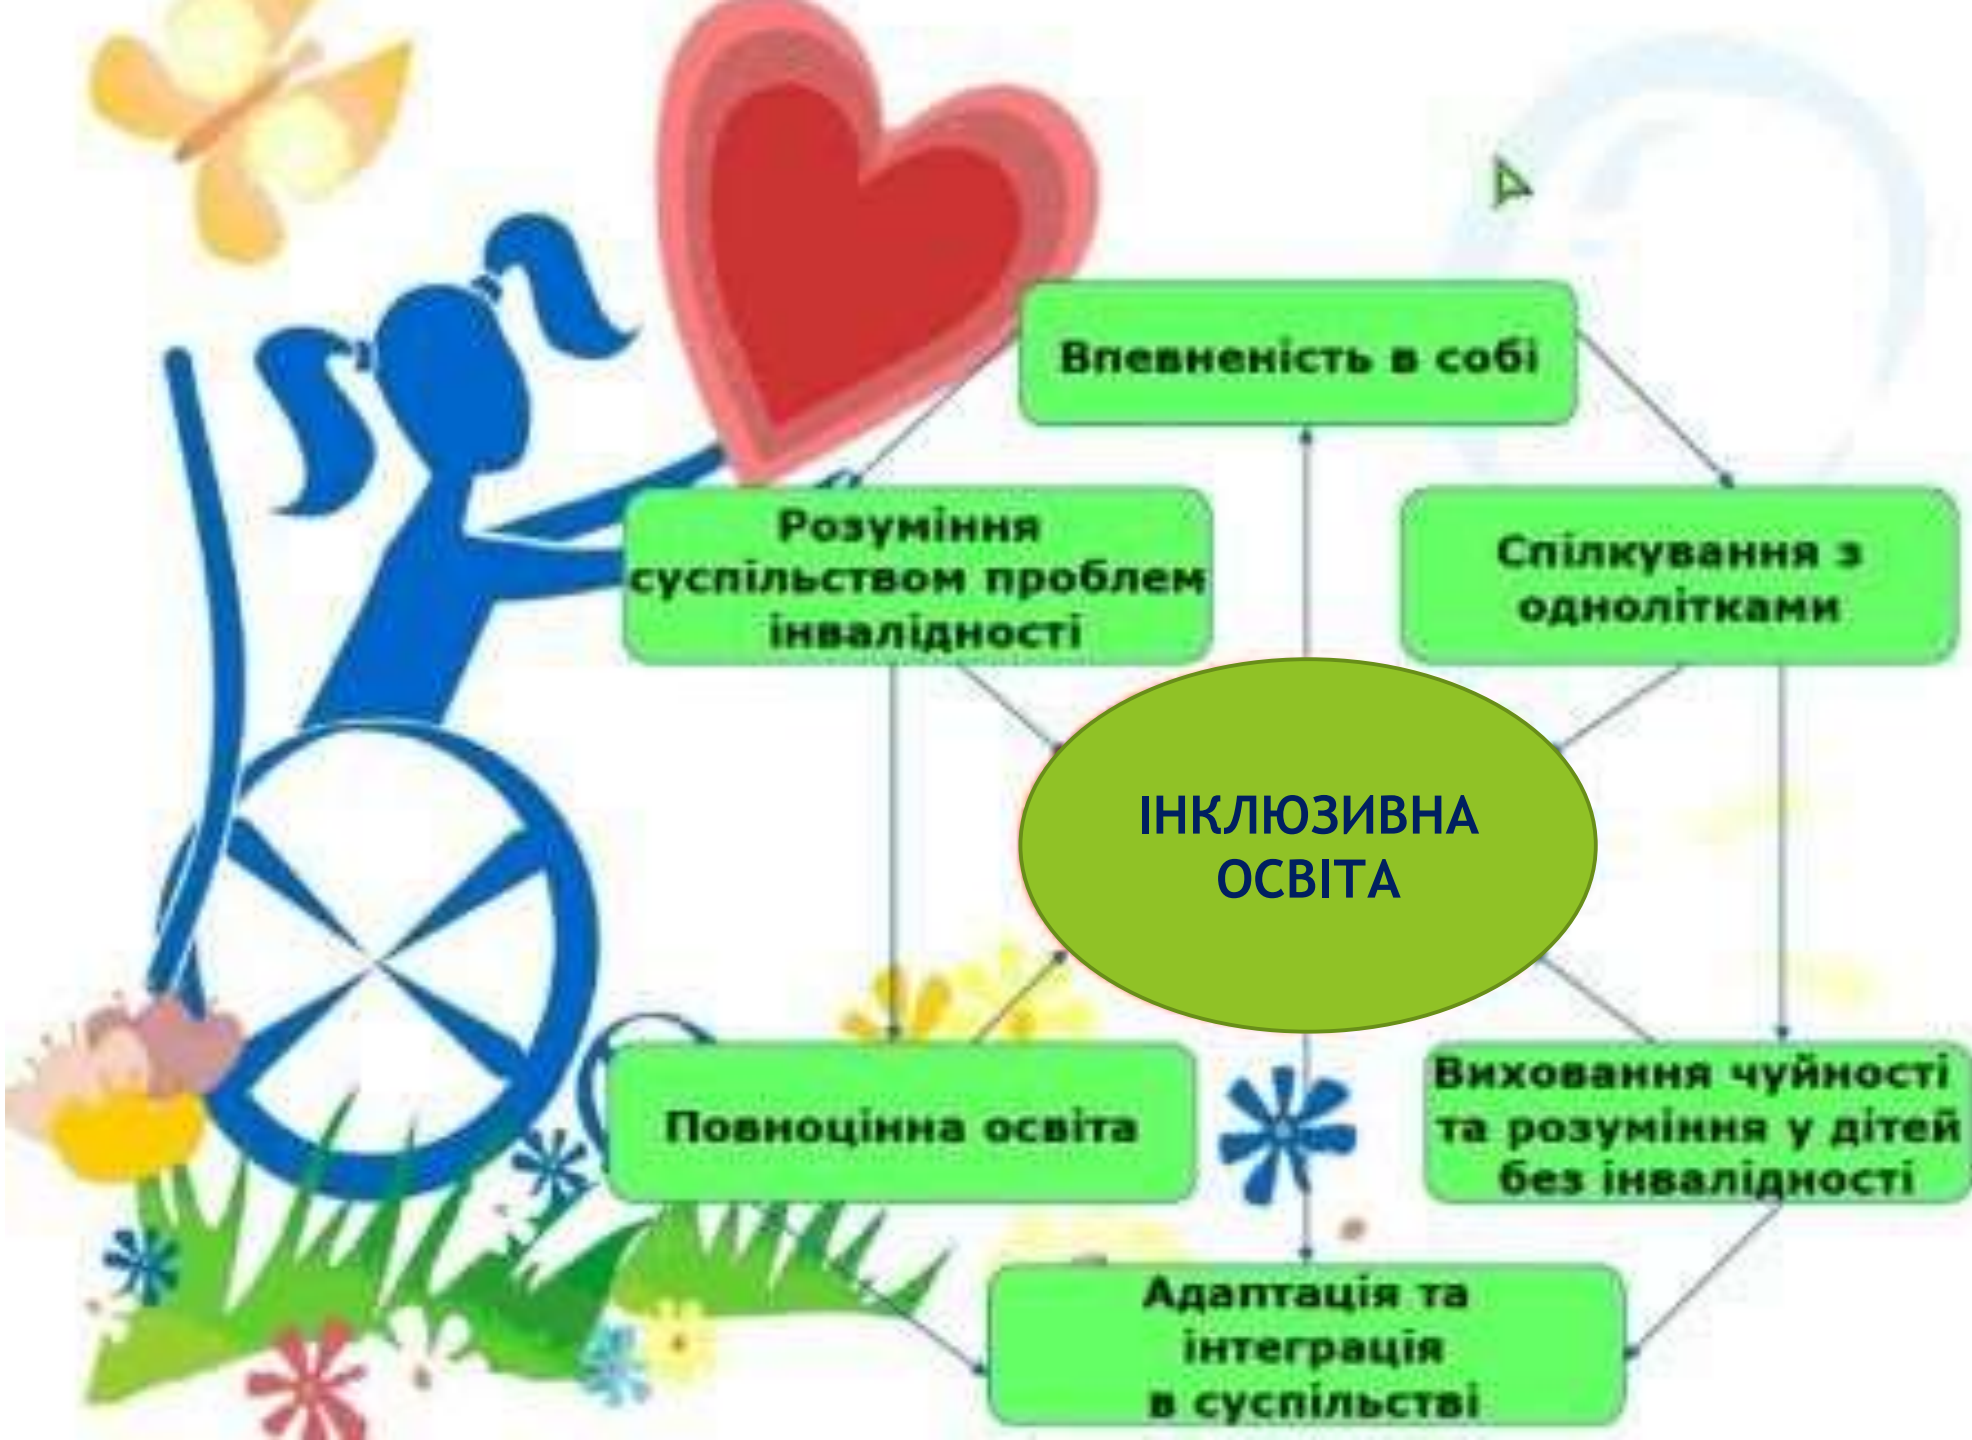 Впевненість в собі
Розуміння
суспільством проблем
інвалідності
Спілкування з
однолітками
ІНКЛЮЗИВНА
ОСВІТА
Повноцінна освіта
Виховання чуйності
та розуміння у дітей
без інвалідності
Адаптація та
інтеграція
в суспільстві